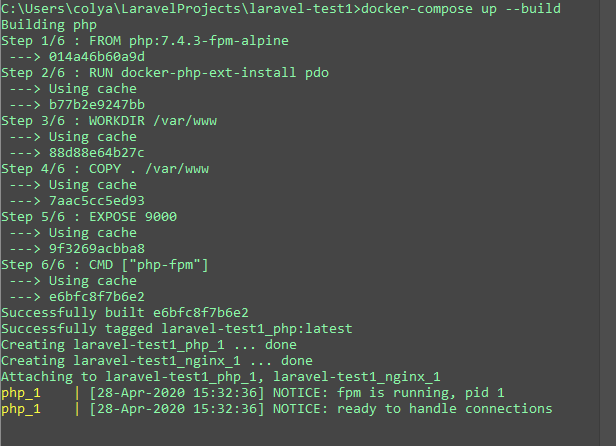 C:\Users\colya\LaravelProjects\laravel-test1>docker-compose up --build
Building php
Step 1/6 : FROM php:7.4.3-fpm-alpine
 ---> 014a46b60a9d
Step 2/6 : RUN docker-php-ext-install pdo
 ---> Using cache
 ---> b77b2e9247bb
Step 3/6 : WORKDIR /var/www
 ---> Using cache
 ---> 88d88e64b27c
Step 4/6 : COPY . /var/www
 ---> Using cache
 ---> 7aac5cc5ed93
Step 5/6 : EXPOSE 9000
 ---> Using cache
 ---> 9f3269acbba8
Step 6/6 : CMD ["php-fpm"]
 ---> Using cache
 ---> e6bfc8f7b6e2
Successfully built e6bfc8f7b6e2
Successfully tagged laravel-test1_php:latest
Creating laravel-test1_php_1 ... done
Creating laravel-test1_nginx_1 ... done
Attaching to laravel-test1_php_1, laravel-test1_nginx_1
php_1    | [28-Apr-2020 15:32:36] NOTICE: fpm is running, pid 1
php_1    | [28-Apr-2020 15:32:36] NOTICE: ready to handle connections